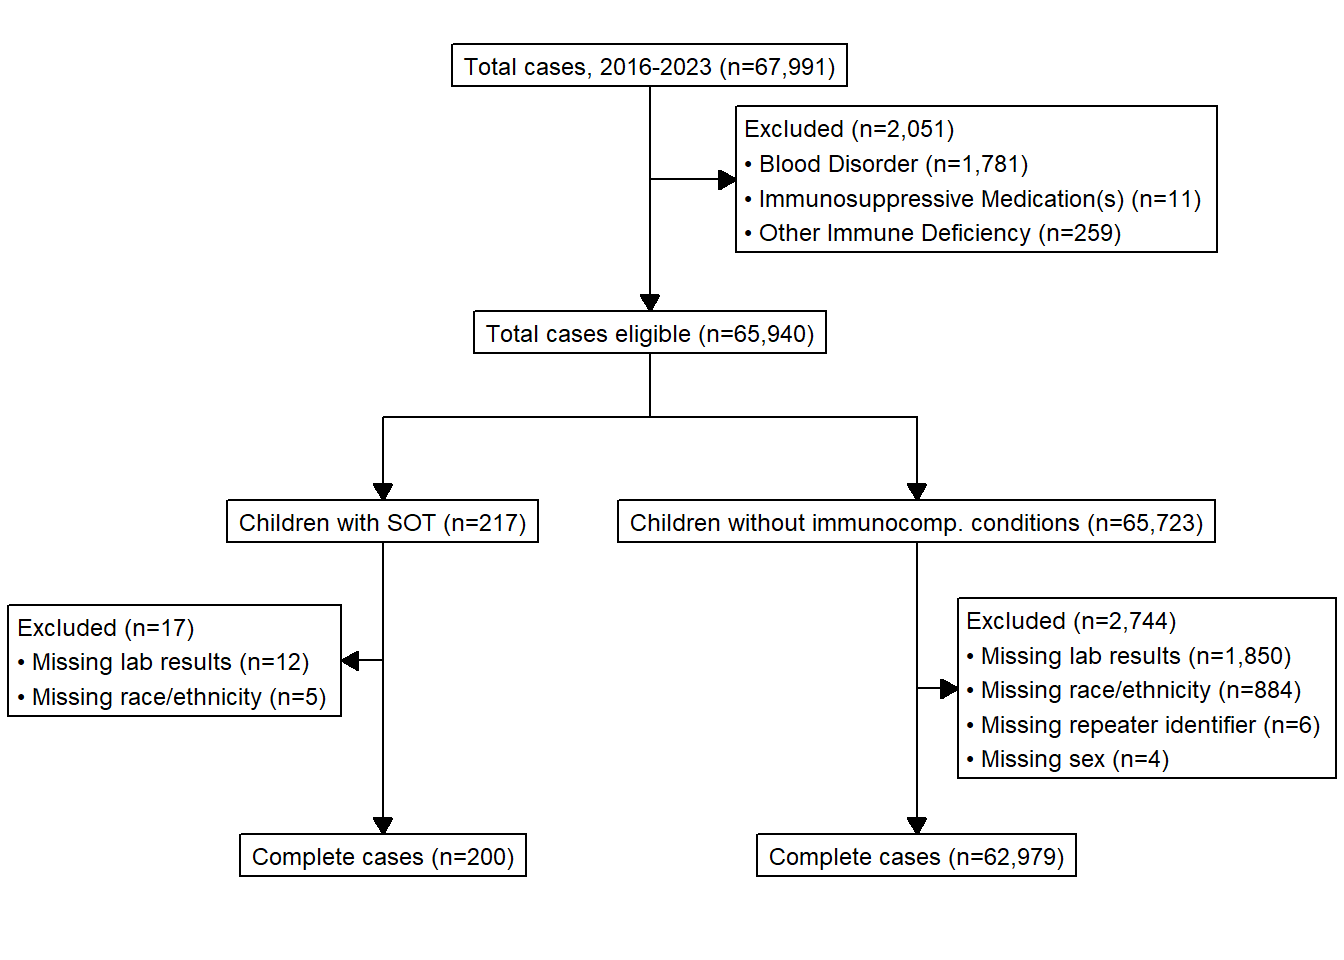 Total cases, 2016-2023 (n=67,991)
Excluded (n=2,051)
• Blood Disorder (n=1,781)
• Immunosuppressive Medication(s) (n=11)
• Other Immune Deficiency (n=259)
Total cases eligible (n=65,940)
Children with SOT (n=217)
Children without immunocomp. conditions (n=65,723)
Excluded (n=17)
• Missing lab results (n=12)
• Missing race/ethnicity (n=5)
Excluded (n=2,744)
• Missing lab results (n=1,850)
• Missing race/ethnicity (n=884)
• Missing repeater identifier (n=6)
• Missing sex (n=4)
Complete cases (n=200)
Complete cases (n=62,979)